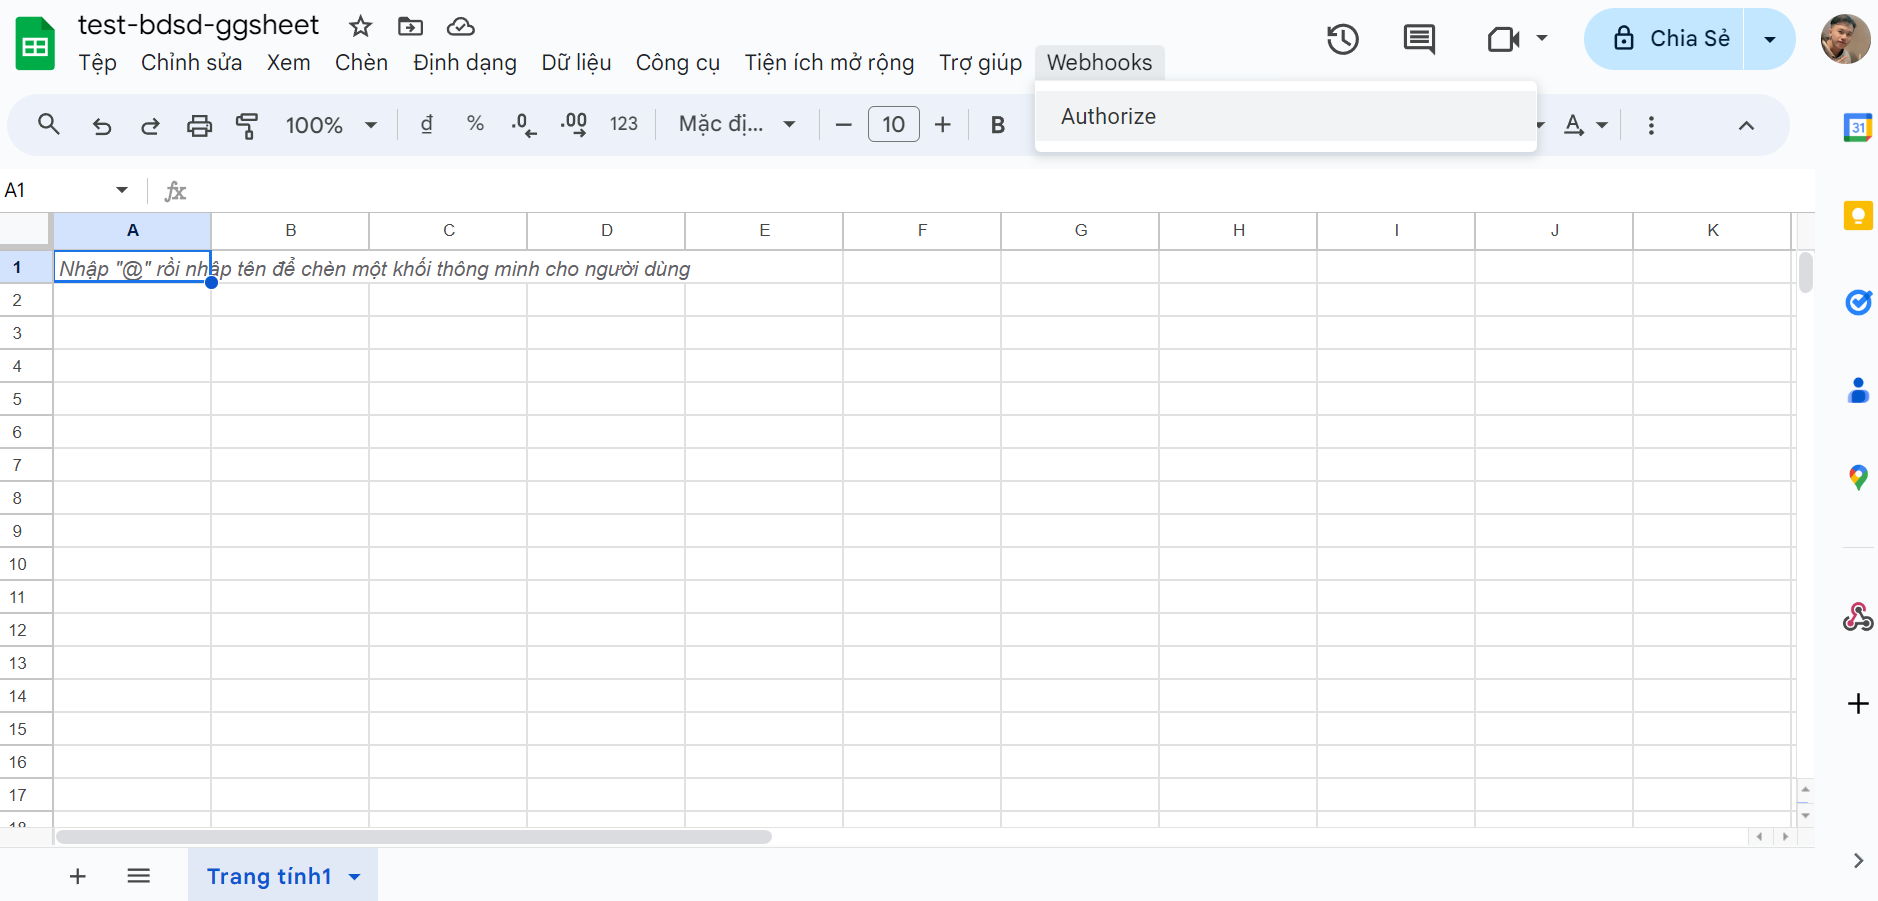 test-bdsd-ggsheet
Tệp Chỉnh sửa Xem Chèn Định dạng Dữ liệu Công cụ Tiện ích mở rộng Trợ giúp Webhooks
Chia Sẻ
Authorize
100% đ % .0 .00 123 Mặc đị... 10 B A
31
A1 fx
A B C D E F G H I J K
1 Nhập "@" rồi nhập tên để chèn một khối thông minh cho người dùng
2
3
4
5
6
7
8
9
10
11
12
13
14
15
16
17
18
Trang tính1